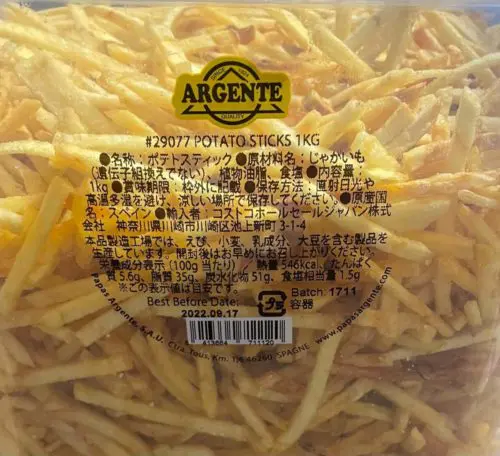 SPICE
ARGENTE
QUALITY
#29077 POTATO STICKS 1KG
●名称：ポテトスティック ●原材料名：じゃがいも
(遺伝子組換えでない)、植物油脂、食塩 ●内容量：
1kg ●賞味期限：枠外に記載 ●保存方法：直射日光や
高温多湿を避け、涼しい場所で保存してください。●原産国
名：スペイン ●輸入者：コストコホールセールジャパン株式
会社 神奈川県川崎市川崎区池上新町 3-1-4
本品製造工場では、えび、小麦、乳成分、大豆を含む製品を
生産しています。開封後はお早めにお召し上がりください。
栄養成分表示 (100g 当たり) / 熱量 546kcal、たんぱく
質 5.6g、脂質 35g、炭水化物 51g、食塩相当量 1.5g
※この表示値は目安です。
Batch: 1711
Best Before Date:
2022.09.17
プラ
容器
711120
Papas Argente, S.A.U. Ctra. Tous, Km. 1, 46260 - SPAGNE. www.papasargente.com